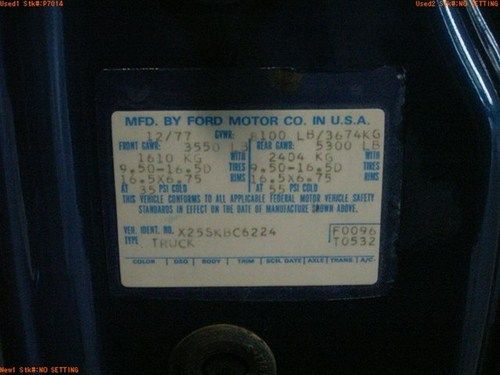 Used1 Stk#:P7014
Used2 Stk#:NO SETTING
MFD. BY FORD MOTOR CO. IN U.S.A.
12/77 GVWR: 8100 LB/3674KG
FRONT GAWR: 3550 LB REAR GAWR: 5300 LB
1610 KG WITH 2404 KG WITH
9.50-16.5D TIRES 9.50-16.5D TIRES
16.5X6.75 RIMS 16.5X6.75 RIMS
AT 35 PSI COLD AT 55 PSI COLD
THIS VEHICLE CONFORMS TO ALL APPLICABLE FEDERAL MOTOR VEHICLE SAFETY
STANDARDS IN EFFECT ON THE DATE OF MANUFACTURE SHOWN ABOVE.
VEH. IDENT. NO. X25SKBC6224 F0096
TYPE TRUCK T0532
COLOR DSO BODY TRIM SCH. DATE AXLE TRANS. A/C
New1 Stk#:NO SETTING